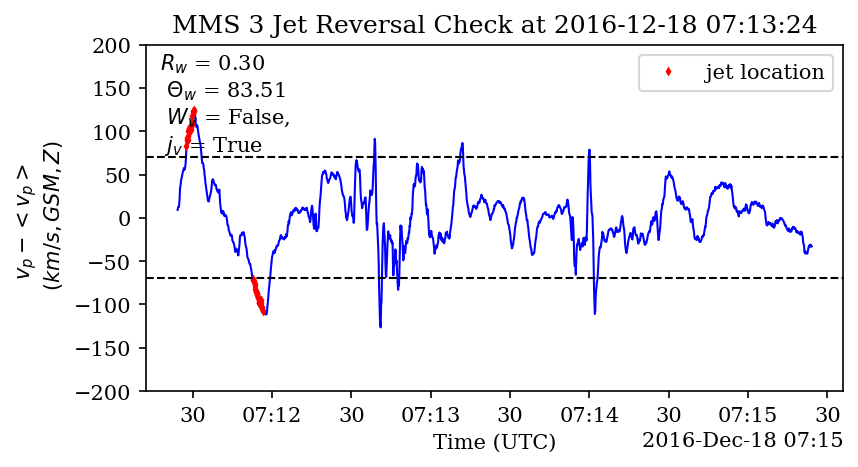 MMS 3 Jet Reversal Check at 2016-12-18 07:13:24
200
150
100
50
0
−50
−100
−150
−200
v_p − < v_p >
(km/s, GSM, Z)
R_w = 0.30
Θ_w = 83.51
W_v = False,
j_v = True
jet location
30
07:12
30
07:13
30
07:14
30
07:15
30
Time (UTC)
2016-Dec-18 07:15